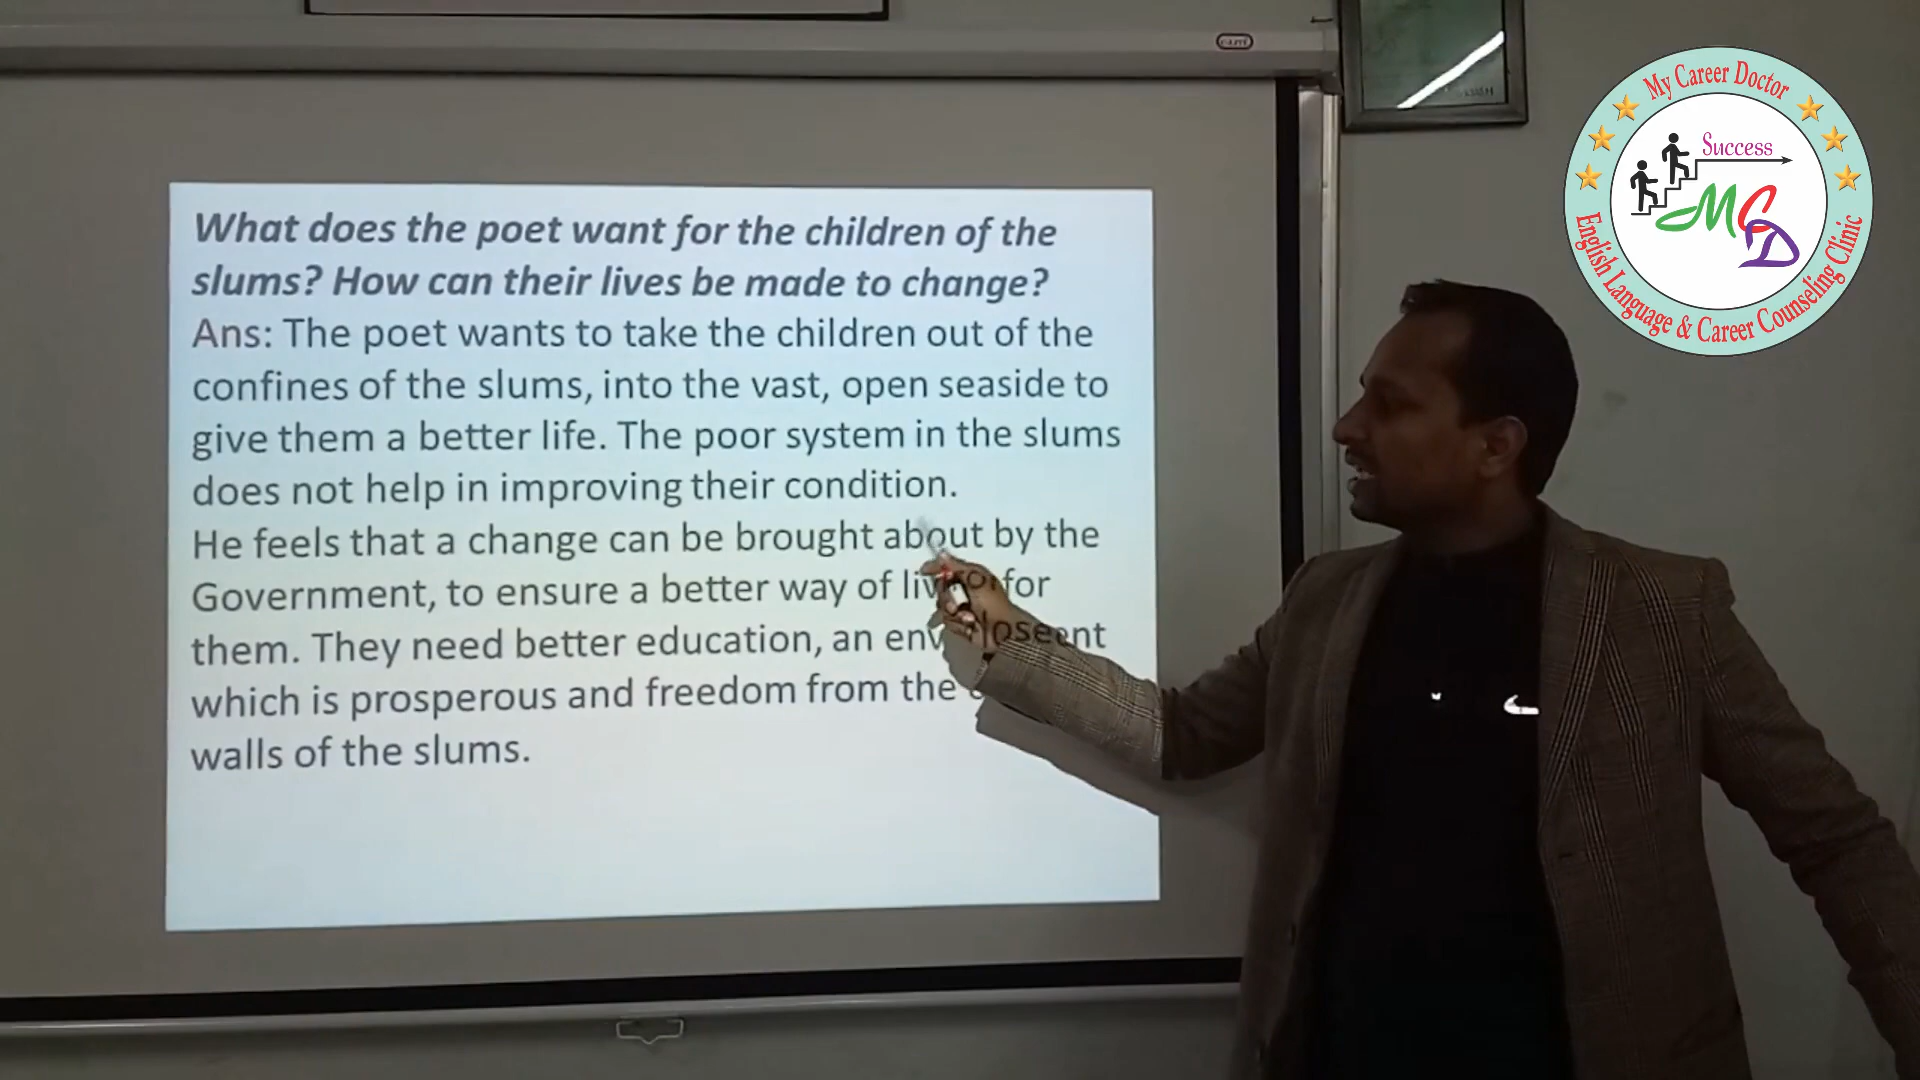 What does the poet want for the children of the
slums? How can their lives be made to change?
Ans: The poet wants to take the children out of the
confines of the slums, into the vast, open seaside to
give them a better life. The poor system in the slums
does not help in improving their condition.
He feels that a change can be brought about by the
Government, to ensure a better way of for
them. They need better education, an
which is prosperous and freedom from the
walls of the slums.
My Career Doctor
Success
MCD
English Language & Career Counseling Clinic